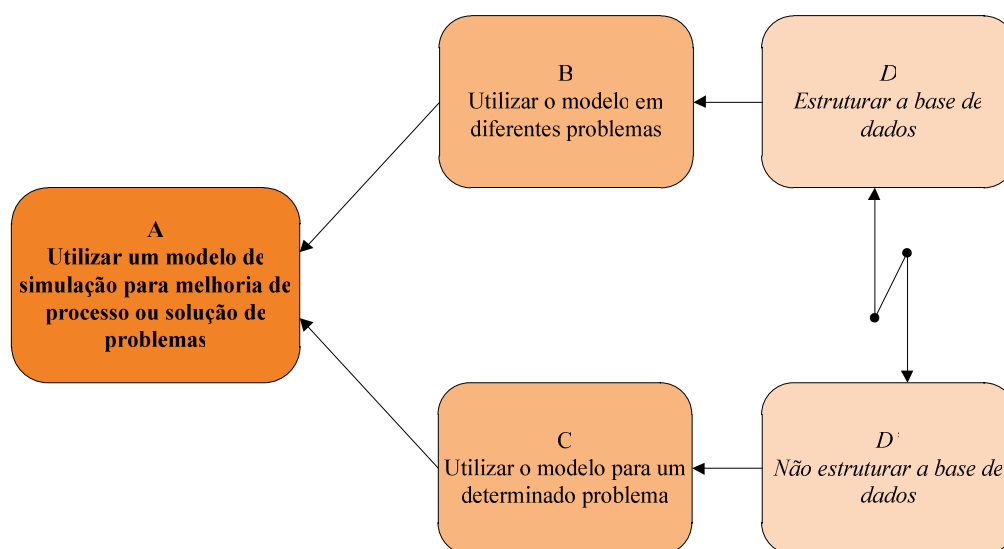 B
Utilizar o modelo em
diferentes problemas
D
Estruturar a base de
dados
A
Utilizar um modelo de
simulação para melhoria de
processo ou solução de
problemas
C
Utilizar o modelo para um
determinado problema
D'
Não estruturar a base de
dados